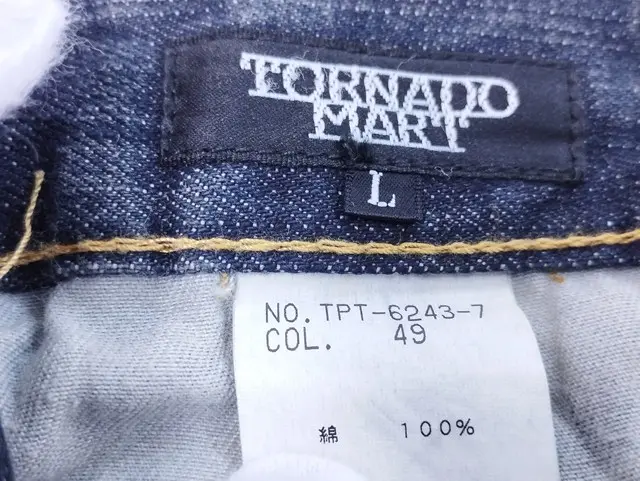 TORNADO
MART
L
NO. TPT-6243-7
COL. 49
綿 100%